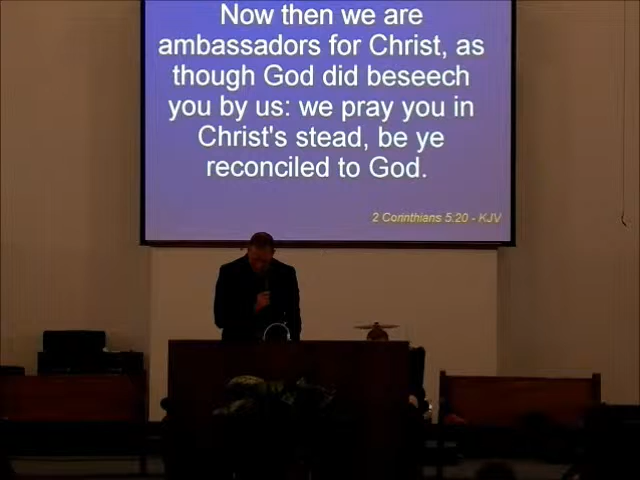 Now then we are
ambassadors for Christ, as
though God did beseech
you by us: we pray you in
Christ's stead, be ye
reconciled to God.
2 Corinthians 5:20 - KJV